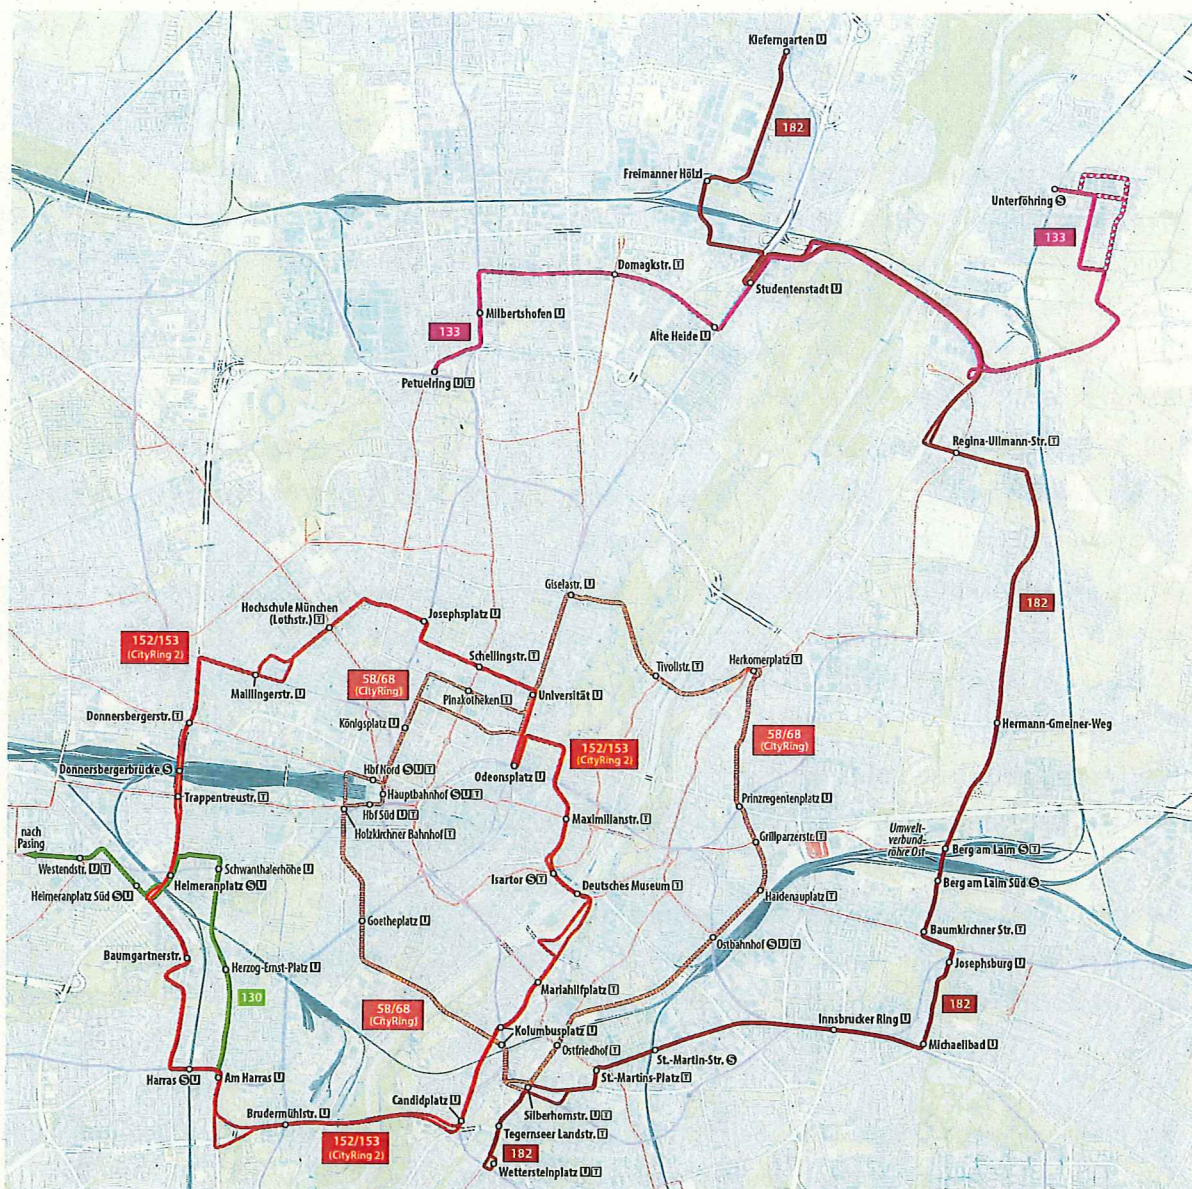 Kieferngarten U
182
Freimanner Hölzl
Unterföhring S
133
Domagkstr. T
Studentenstadt U
Milbertshofen U
133
Alte Heide U
Petuelring U T
Regina-Ullmann-Str. T
Giselastr. U
182
Hochschule München
(Lothstr.) T
Josephsplatz U
152/153
(CityRing 2)
Schellingstr. T
Tivolistr. T
Herkomerplatz T
Maillingerstr. U
58/68
(CityRing)
Pinakotheken T
Universität U
Donnersbergerstr. T
Königsplatz U
Hermann-Gmeiner-Weg
58/68
(CityRing)
152/153
(CityRing 2)
Donnersbergerbrücke S
Hbf Nord S U T
Odeonsplatz U
Trappentreustr. T
Hauptbahnhof S U T
Hbf Süd U T
Prinzregentenplatz U
Maximilianstr. T
nach
Pasing
Holzkirchner Bahnhof T
Grillparzerstr. T
Umwelt-
verbund-
röhre Ost
Berg am Laim S T
Westendstr. U T
Schwanthalerhöhe U
Heimeranplatz S U
Isartor S T
Deutsches Museum T
Berg am Laim Süd S
Heimeranplatz Süd S U
Haidenauplatz T
Goetheplatz U
Baumkirchner Str. T
Ostbahnhof S U T
Baumgartnerstr.
Herzog-Ernst-Platz U
Josephsburg U
130
Mariahilfplatz T
182
58/68
(CityRing)
Innsbrucker Ring U
Kolumbusplatz U
Michaelibad U
Ostfriedhof T
St.-Martin-Str. S
Harras S U
Am Harras U
St.-Martins-Platz T
Candidplatz U
Brudermühlstr. U
Silberhornstr. U T
Tegernseer Landstr. T
152/153
(CityRing 2)
182
Wettersteinplatz U T